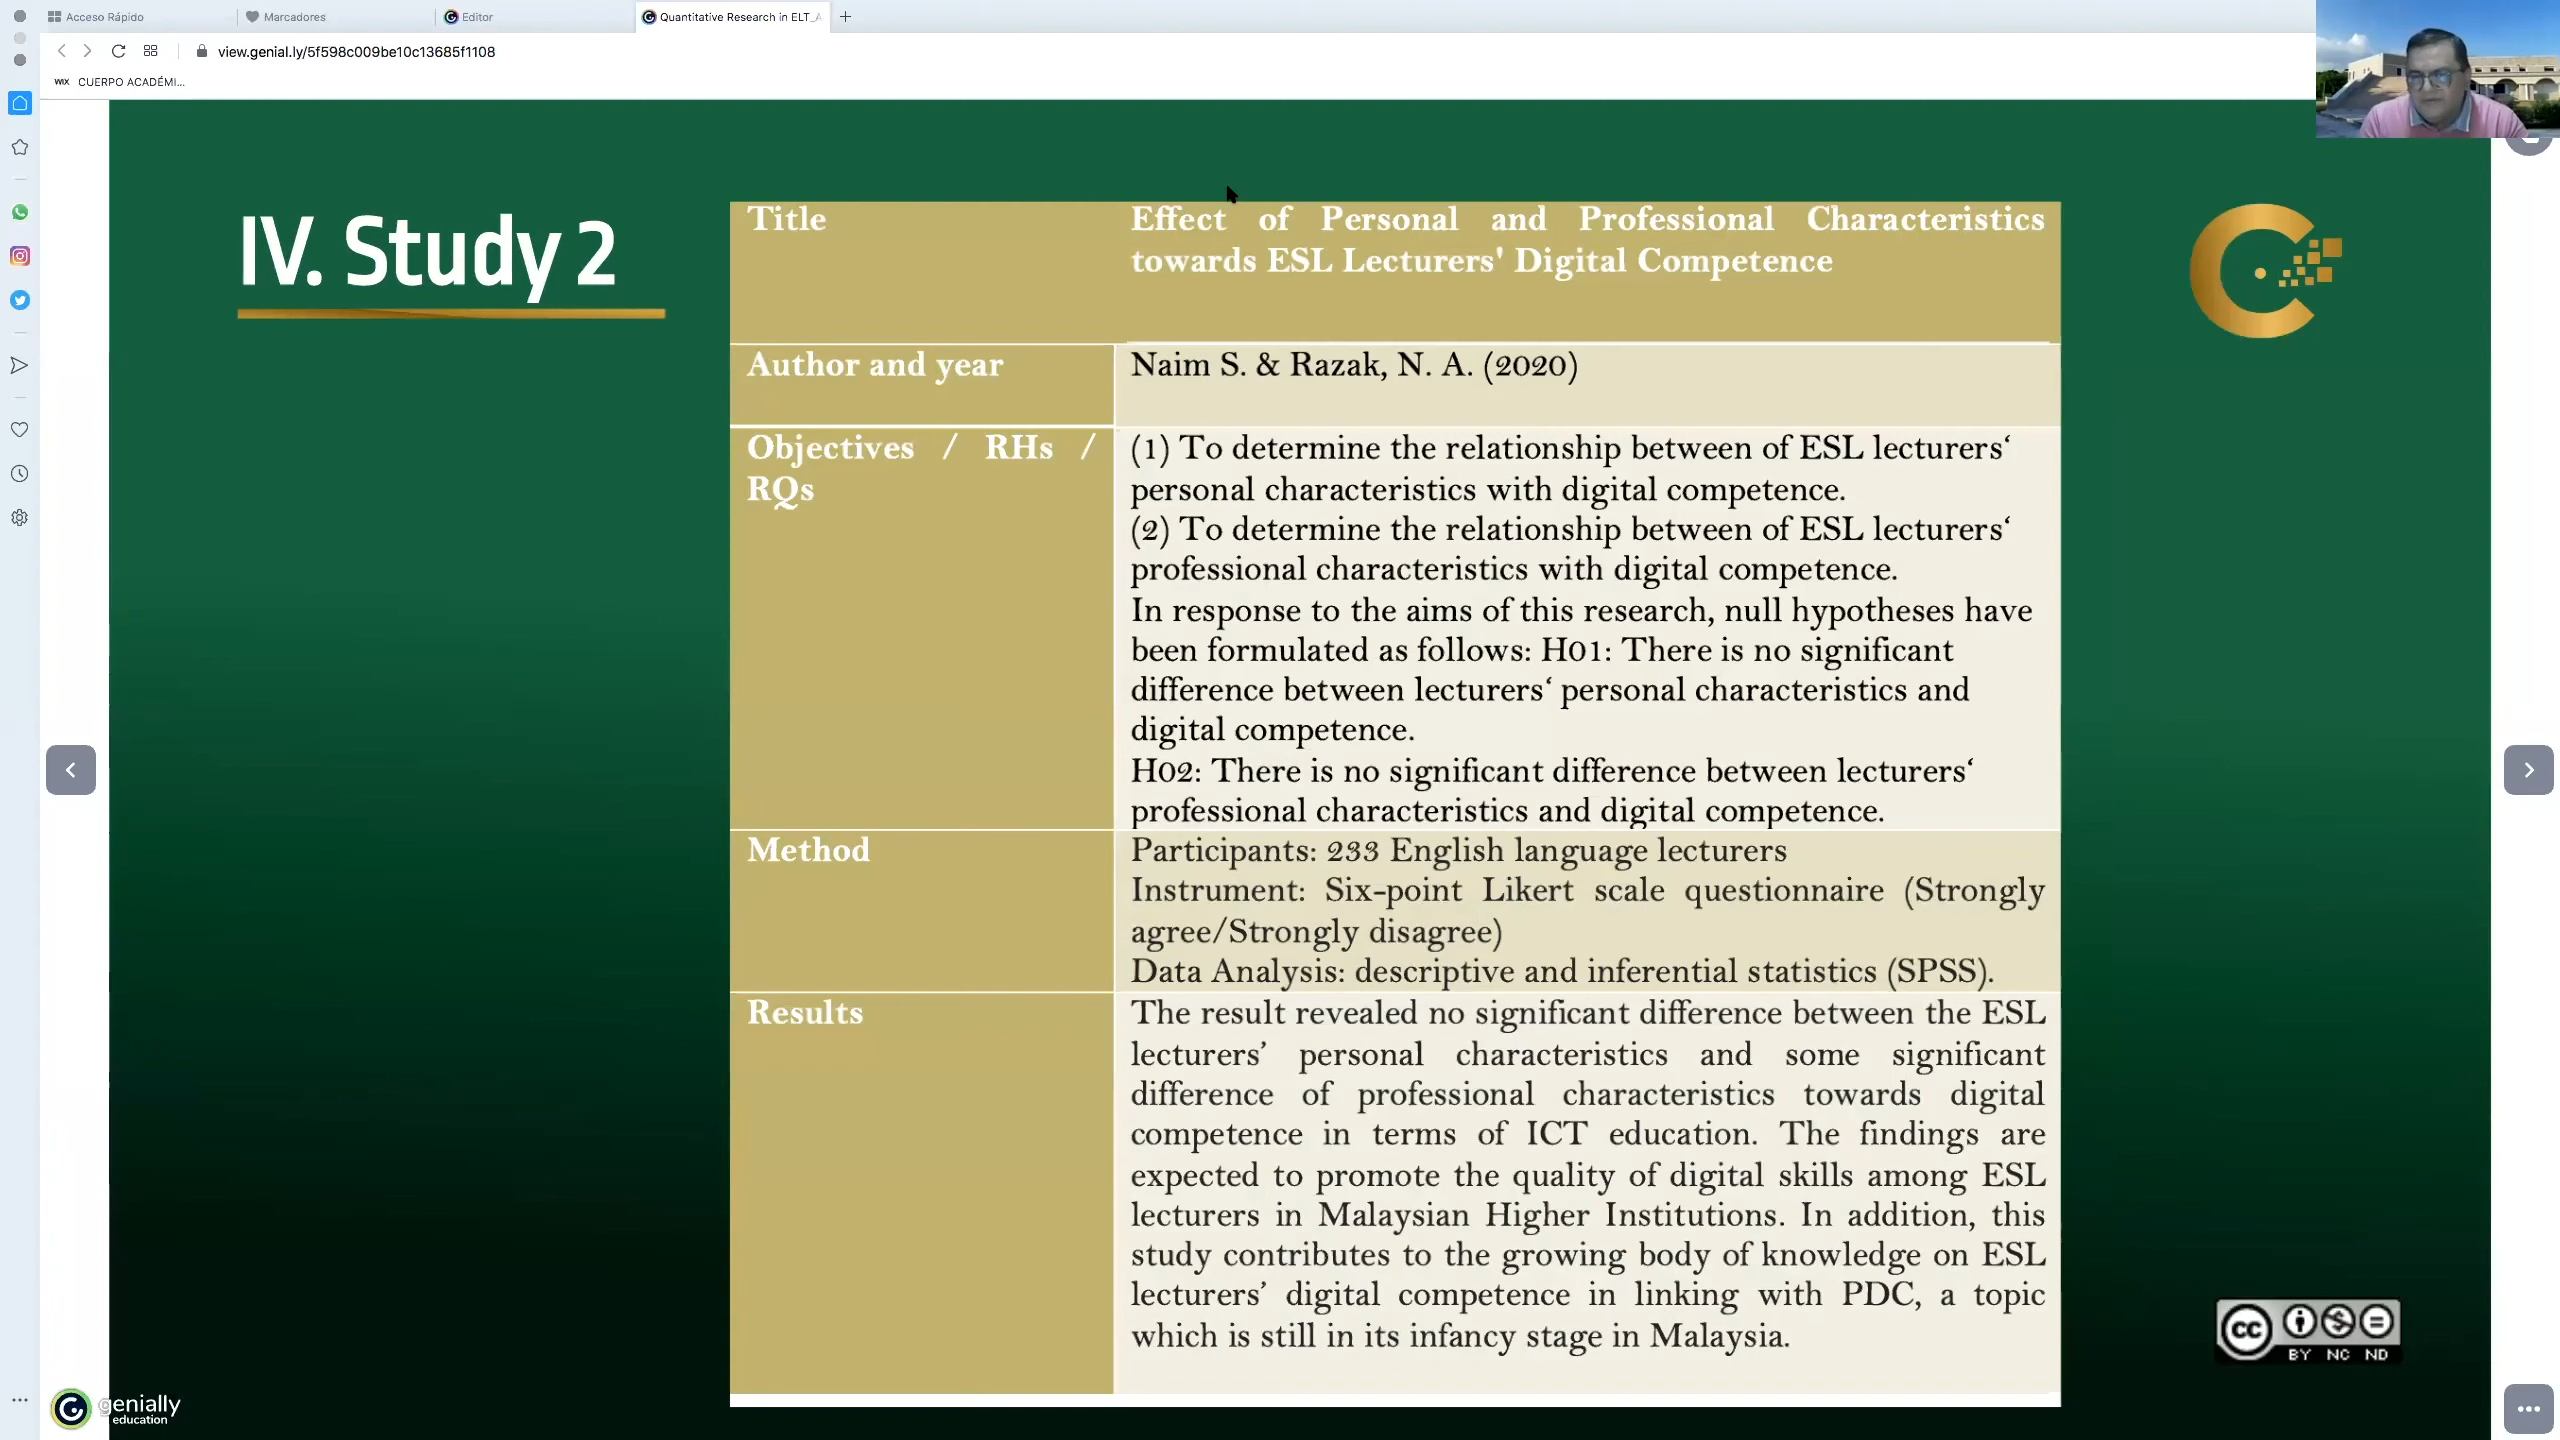 Acceso Rápido
Marcadores
Editor
Quantitative Research in ELT_A
view.genial.ly/5f598c009be10c13685f1108
WIX CUERPO ACADÉMI...
IV. Study 2
Title
Effect of Personal and Professional Characteristics
towards ESL Lecturers' Digital Competence
Author and year
Naim S. & Razak, N. A. (2020)
Objectives / RHs /
RQs
(1) To determine the relationship between of ESL lecturers‘
personal characteristics with digital competence.
(2) To determine the relationship between of ESL lecturers‘
professional characteristics with digital competence.
In response to the aims of this research, null hypotheses have
been formulated as follows: H01: There is no significant
difference between lecturers‘ personal characteristics and
digital competence.
H02: There is no significant difference between lecturers‘
professional characteristics and digital competence.
Method
Participants: 233 English language lecturers
Instrument: Six-point Likert scale questionnaire (Strongly
agree/Strongly disagree)
Data Analysis: descriptive and inferential statistics (SPSS).
Results
The result revealed no significant difference between the ESL
lecturers’ personal characteristics and some significant
difference of professional characteristics towards digital
competence in terms of ICT education. The findings are
expected to promote the quality of digital skills among ESL
lecturers in Malaysian Higher Institutions. In addition, this
study contributes to the growing body of knowledge on ESL
lecturers’ digital competence in linking with PDC, a topic
which is still in its infancy stage in Malaysia.
genially
education
cc
BY NC ND